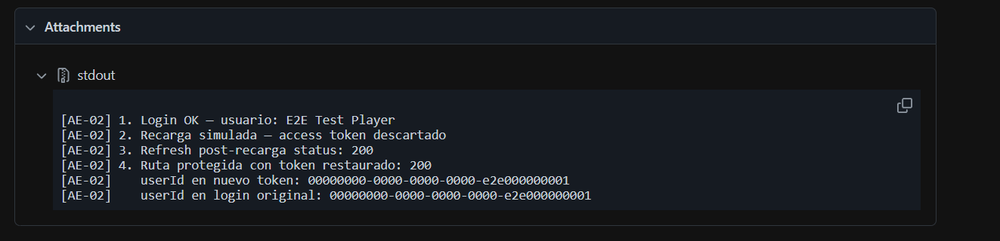 Attachments
stdout
[AE-02] 1. Login OK — usuario: E2E Test Player
[AE-02] 2. Recarga simulada — access token descartado
[AE-02] 3. Refresh post-recarga status: 200
[AE-02] 4. Ruta protegida con token restaurado: 200
[AE-02]    userId en nuevo token: 00000000-0000-0000-0000-e2e000000001
[AE-02]    userId en login original: 00000000-0000-0000-0000-e2e000000001